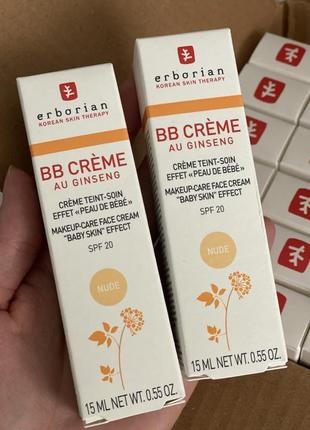 erborian
KOREAN SKIN THERAPY
BB CRÈME
AU GINSENG
CRÈME TEINT-SOIN
EFFET «PEAU DE BÉBÉ»
MAKEUP-CARE FACE CREAM
"BABY SKIN" EFFECT
SPF 20
NUDE
15 ML NET WT. 0.55 OZ.
erborian
KOREAN SKIN THERAPY
BB CRÈME
AU GINSENG
CRÈME TEINT-SOIN
EFFET «PEAU DE BÉBÉ»
MAKEUP-CARE FACE CREAM
"BABY SKIN" EFFECT
SPF 20
NUDE
15 ML NET WT. 0.55 OZ.